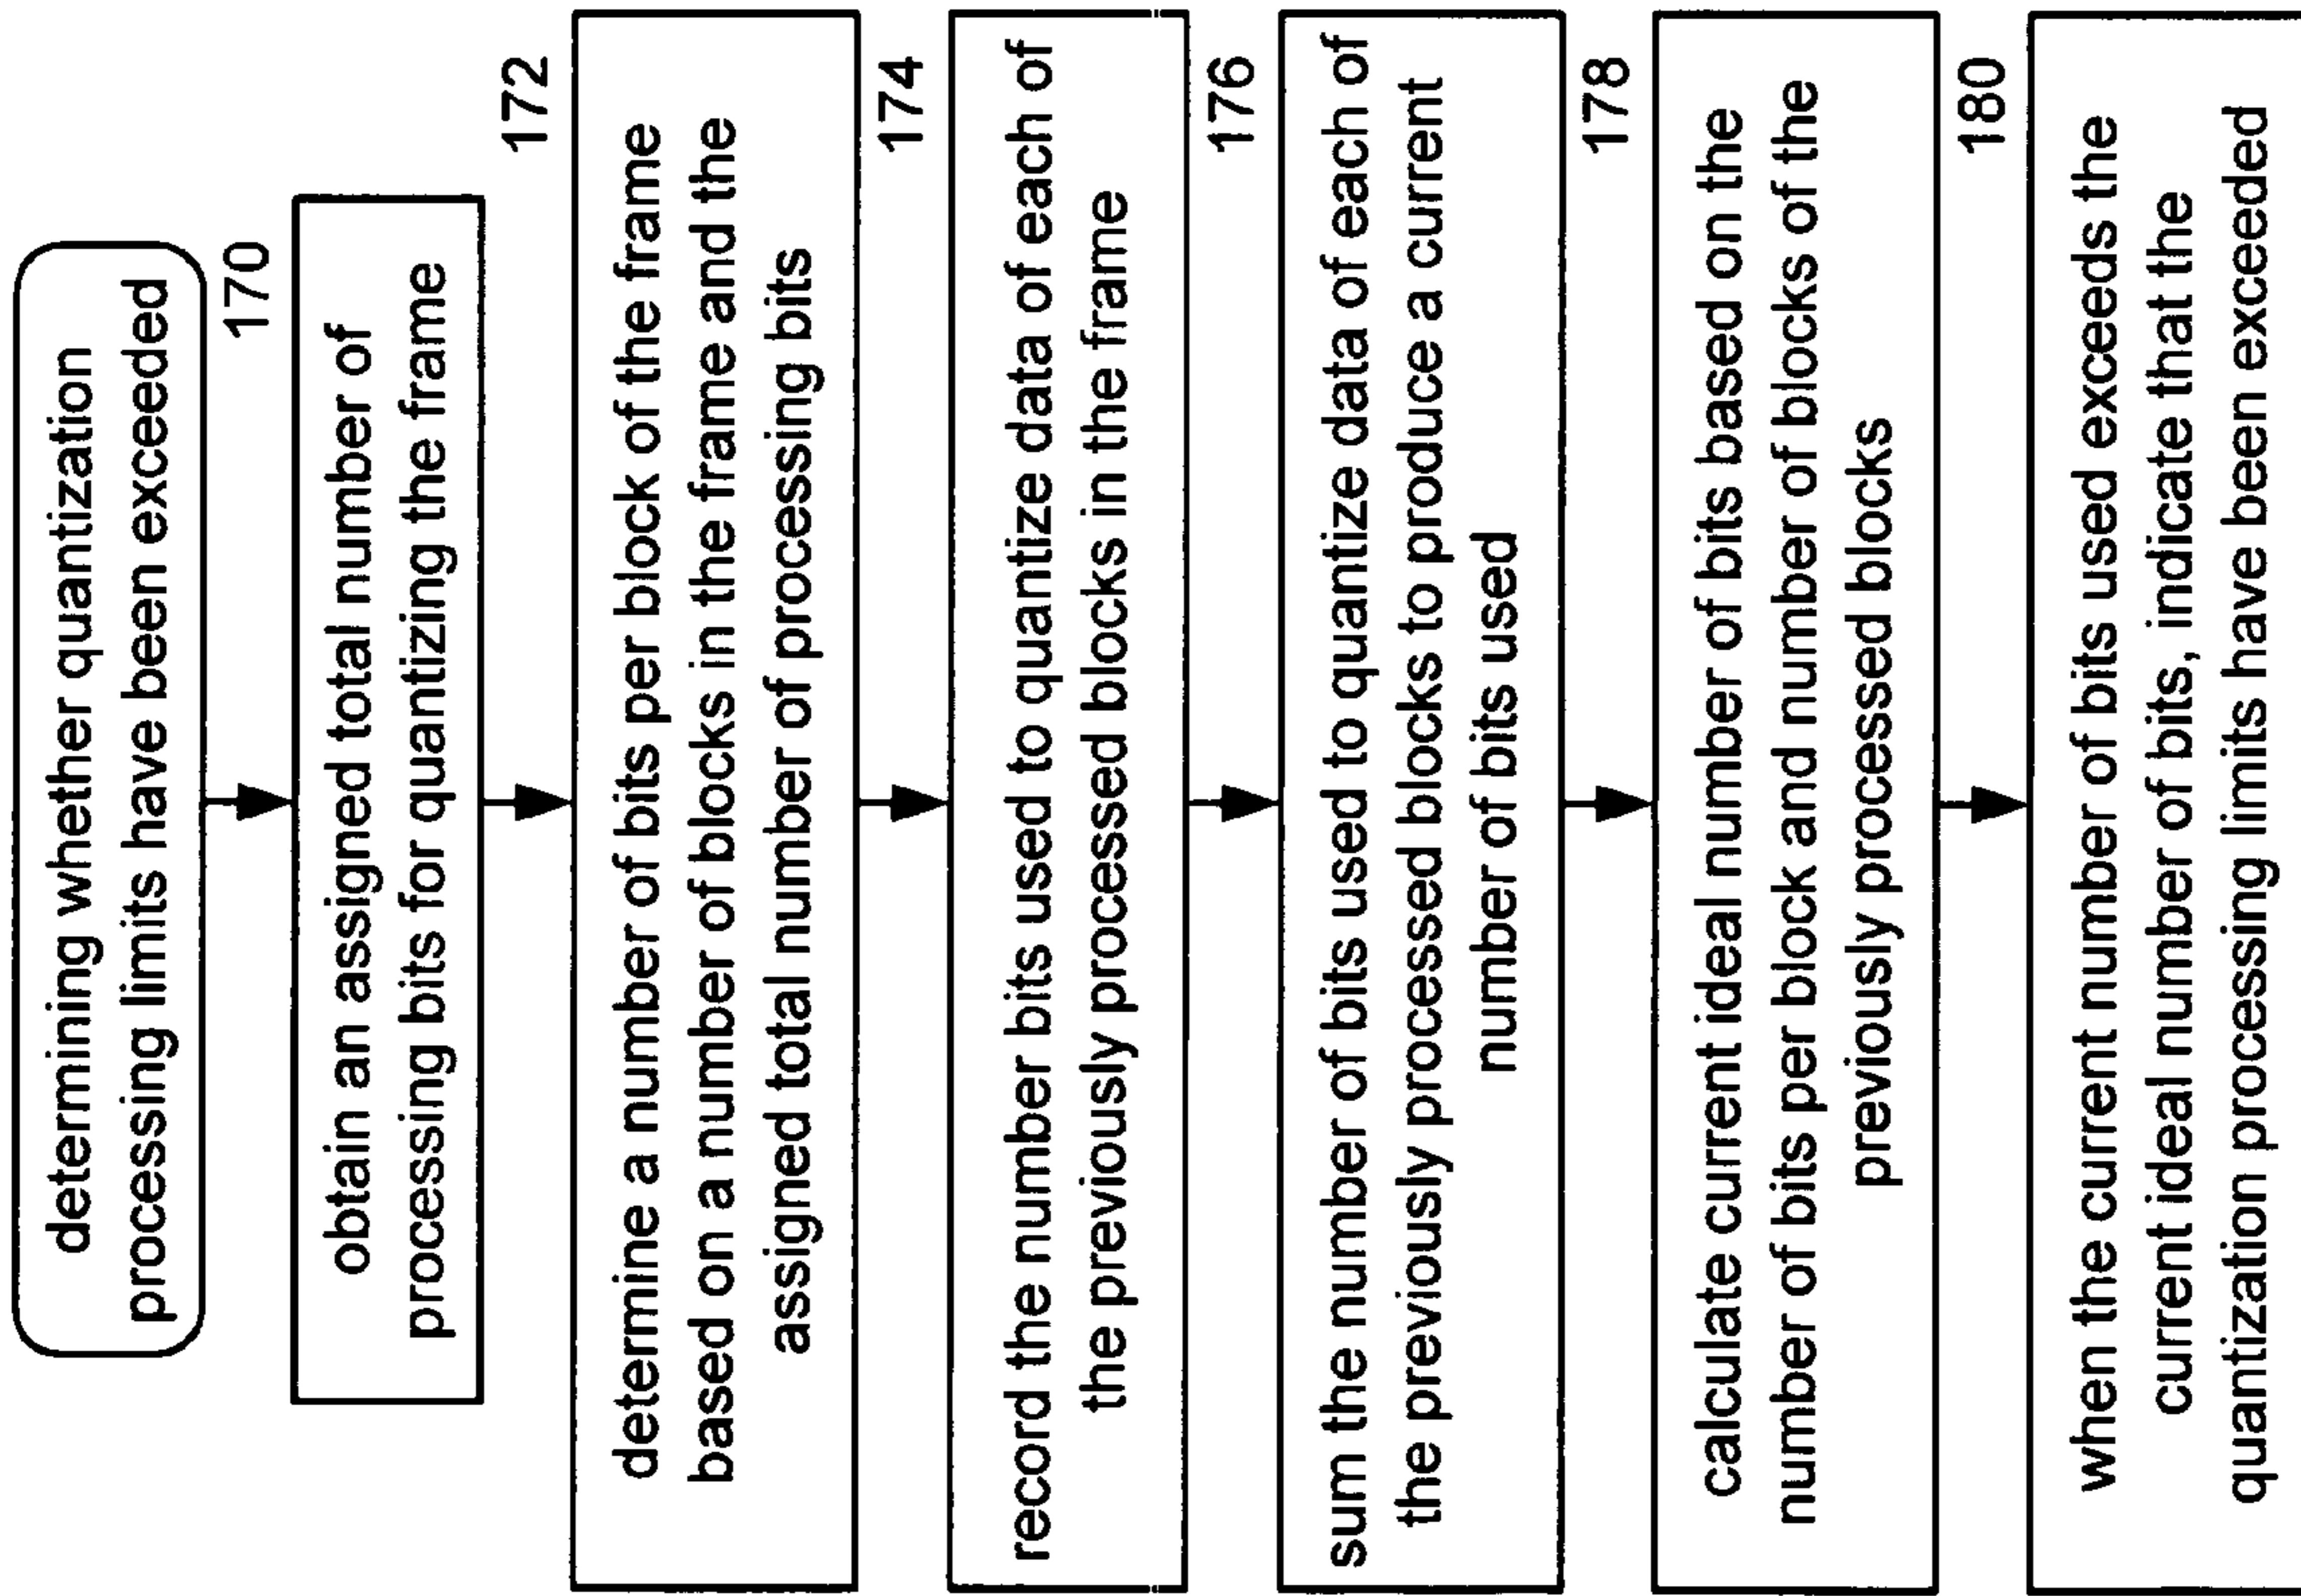 determining whether quantization
processing limits have been exceeded
170
obtain an assigned total number of
processing bits for quantizing the frame
172
determine a number of bits per block of the frame
based on a number of blocks in the frame and the
assigned total number of processing bits
174
record the number bits used to quantize data of each of
the previously processed blocks in the frame
176
sum the number of bits used to quantize data of each of
the previously processed blocks to produce a current
number of bits used
178
calculate current ideal number of bits based on the
number of bits per block and number of blocks of the
previously processed blocks
180
when the current number of bits used exceeds the
current ideal number of bits, indicate that the
quantization processing limits have been exceeded